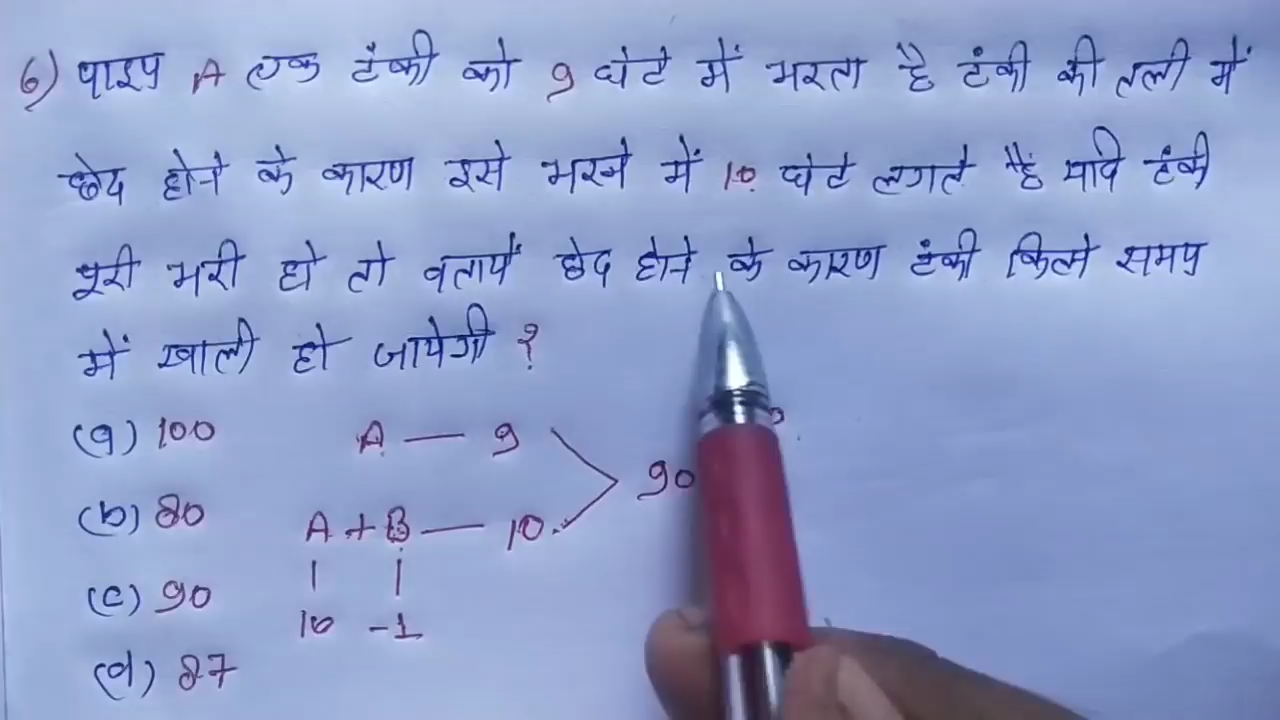 6) पाइप A एक टंकी को 9 घंटे में भरता है टंकी की तली में
छेद होने के कारण इसे भरने में 10 घंटे लगते हैं यदि टंकी
पूरी भरी हो तो बतायें छेद होने के कारण टंकी कितने समय
में खाली हो जायेगी ?
(a) 100
A — 9
90
(b) 80
A + B — 10
(c) 90
10 -1
(d) 87